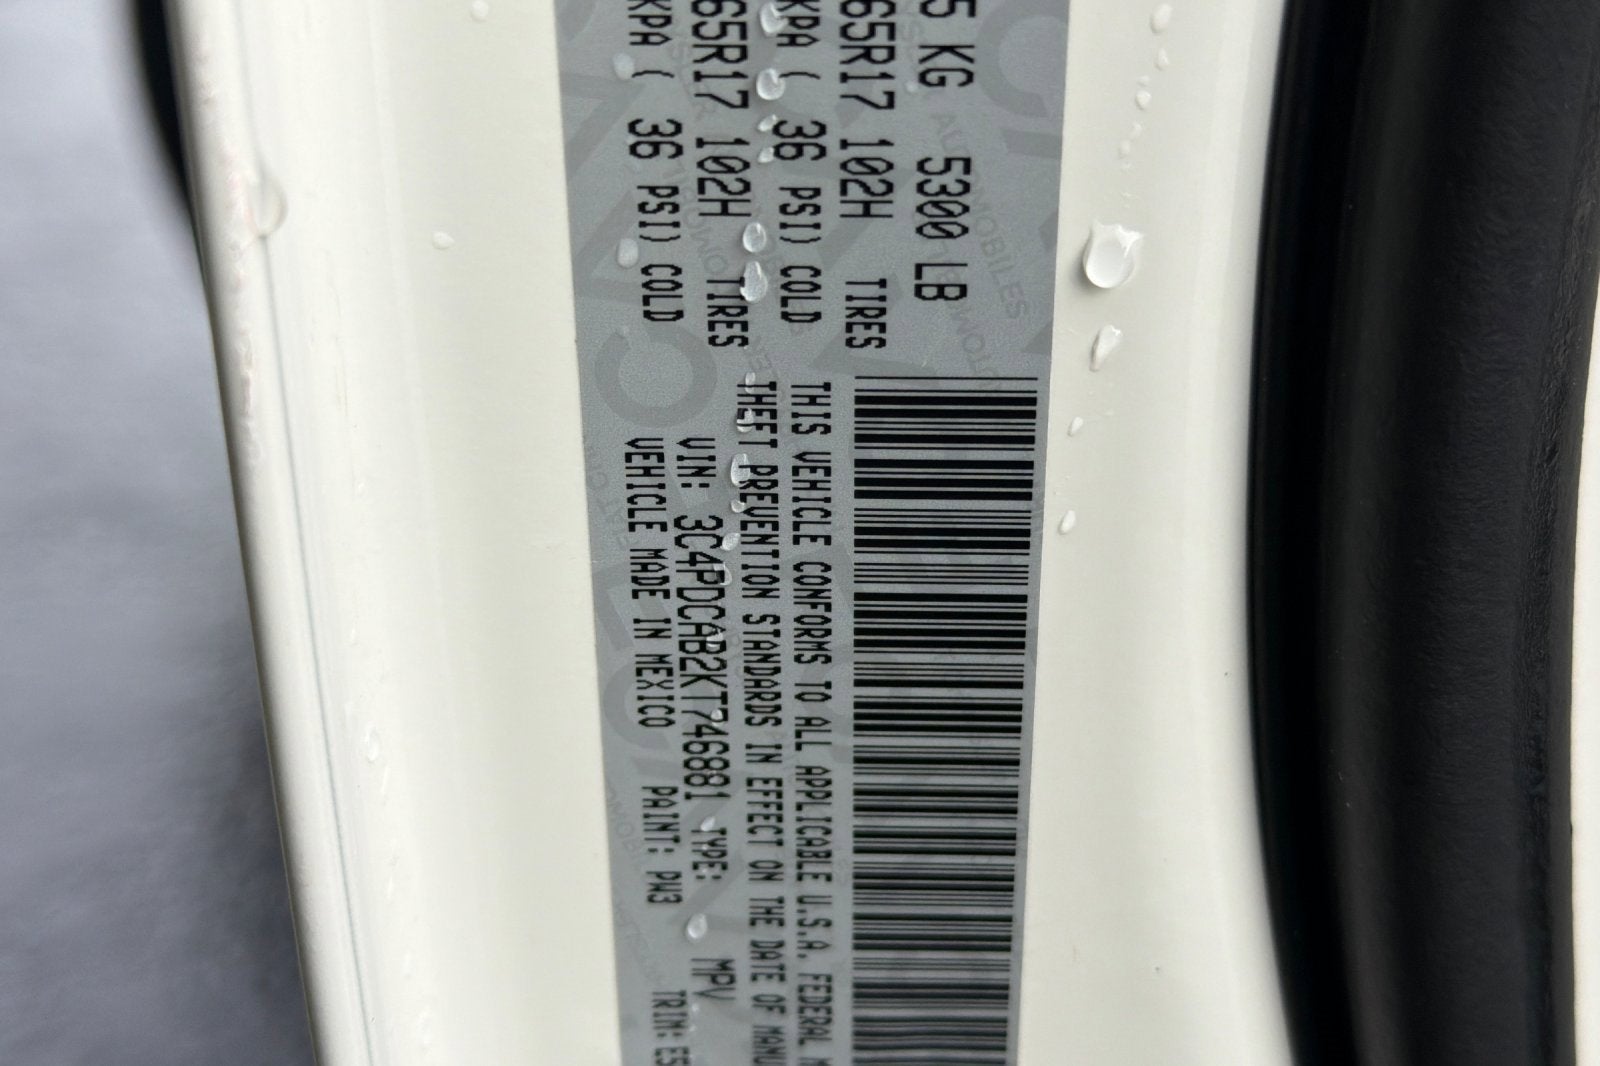 5 KG 5300 LB
65R17 102H TIRES
KPA ( 36 PSI) COLD
65R17 102H TIRES
KPA ( 36 PSI) COLD
THIS VEHICLE CONFORMS TO ALL APPLICABLE U.S.A. FEDERAL M
THEFT PREVENTION STANDARDS IN EFFECT ON THE DATE OF MANU
VIN: 3C4PDCAB2KT746881 TYPE: MPV
VEHICLE MADE IN MEXICO PAINT: PW3 TRIM: E5